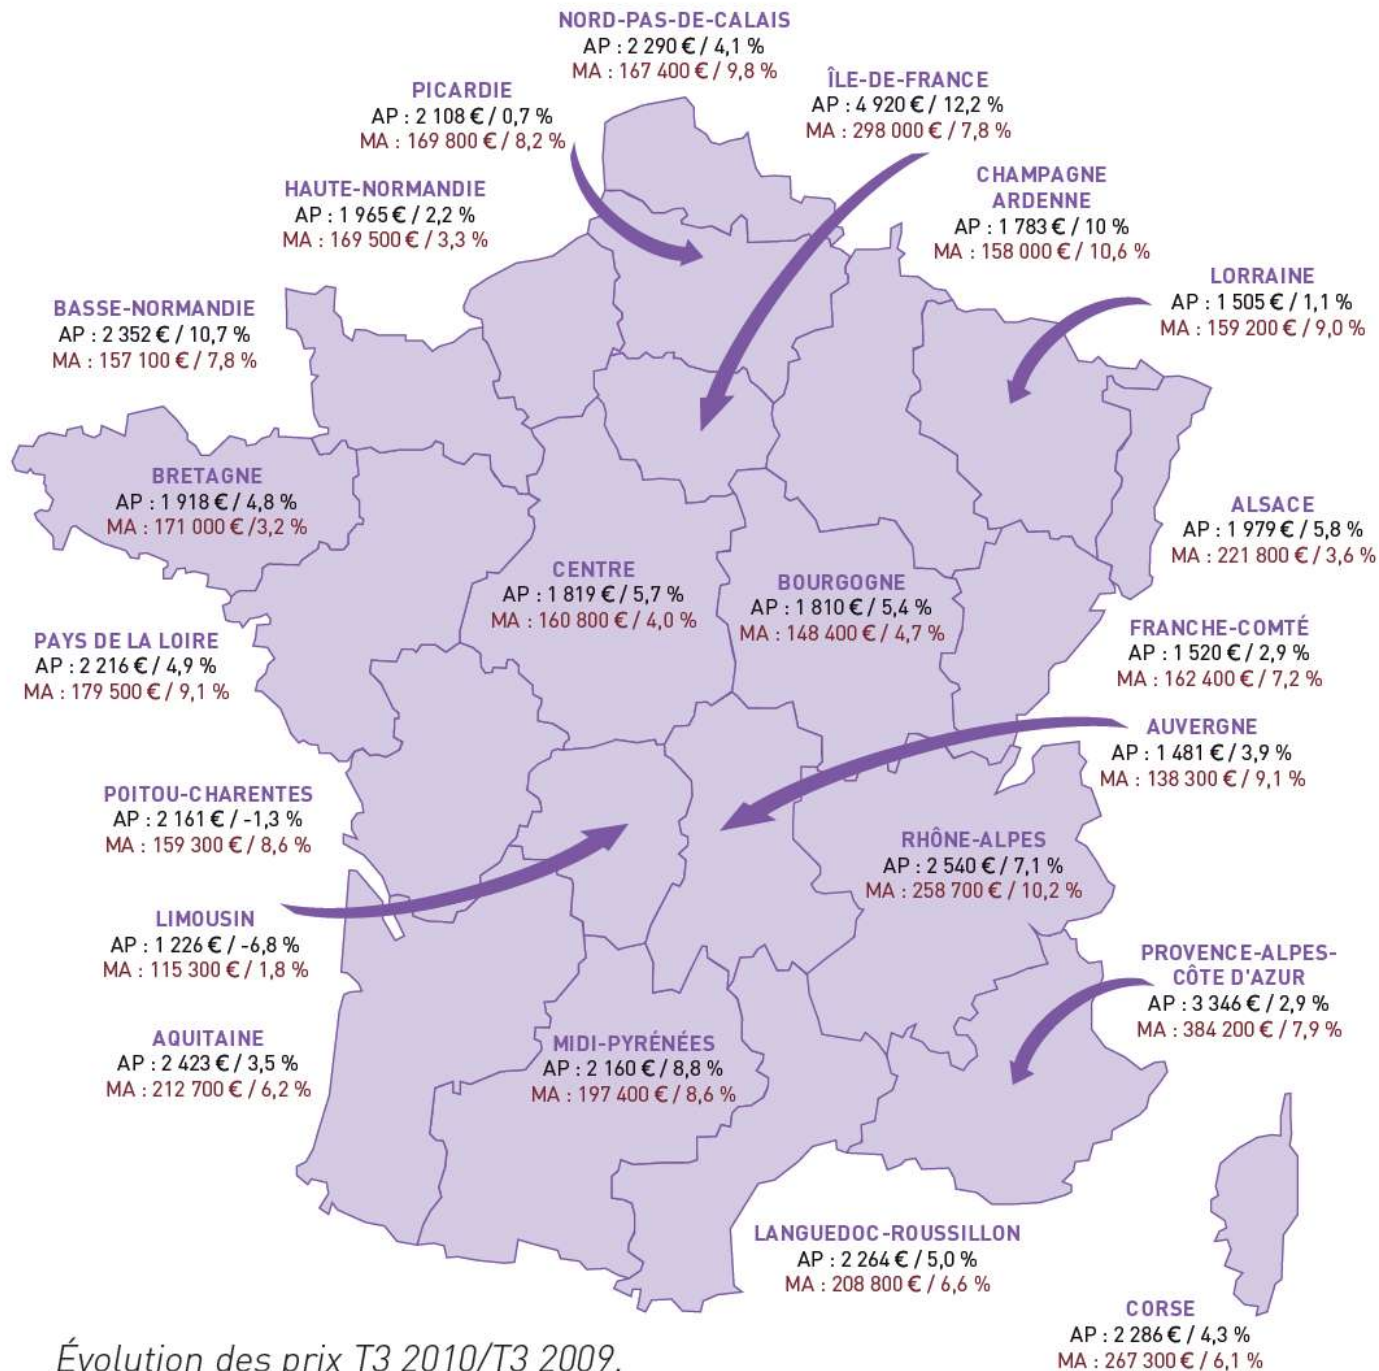 NORD-PAS-DE-CALAIS
AP : 2 290 € / 4,1 %
MA : 167 400 € / 9,8 %
ÎLE-DE-FRANCE
AP : 4 920 € / 12,2 %
MA : 298 000 € / 7,8 %
PICARDIE
AP : 2 108 € / 0,7 %
MA : 169 800 € / 8,2 %
CHAMPAGNE
ARDENNE
AP : 1 783 € / 10 %
MA : 158 000 € / 10,6 %
HAUTE-NORMANDIE
AP : 1 965 € / 2,2 %
MA : 169 500 € / 3,3 %
LORRAINE
AP : 1 505 € / 1,1 %
MA : 159 200 € / 9,0 %
BASSE-NORMANDIE
AP : 2 352 € / 10,7 %
MA : 157 100 € / 7,8 %
BRETAGNE
AP : 1 918 € / 4,8 %
MA : 171 000 € /3,2 %
ALSACE
AP : 1 979 € / 5,8 %
MA : 221 800 € / 3,6 %
CENTRE
AP : 1 819 € / 5,7 %
MA : 160 800 € / 4,0 %
BOURGOGNE
AP : 1 810 € / 5,4 %
MA : 148 400 € / 4,7 %
PAYS DE LA LOIRE
AP : 2 216 € / 4,9 %
MA : 179 500 € / 9,1 %
FRANCHE-COMTÉ
AP : 1 520 € / 2,9 %
MA : 162 400 € / 7,2 %
AUVERGNE
AP : 1 481 € / 3,9 %
MA : 138 300 € / 9,1 %
POITOU-CHARENTES
AP : 2 161 € / -1,3 %
MA : 159 300 € / 8,6 %
RHÔNE-ALPES
AP : 2 540 € / 7,1 %
MA : 258 700 € / 10,2 %
LIMOUSIN
AP : 1 226 € / -6,8 %
MA : 115 300 € / 1,8 %
PROVENCE-ALPES-
CÔTE D'AZUR
AP : 3 346 € / 2,9 %
MA : 384 200 € / 7,9 %
AQUITAINE
AP : 2 423 € / 3,5 %
MA : 212 700 € / 6,2 %
MIDI-PYRÉNÉES
AP : 2 160 € / 8,8 %
MA : 197 400 € / 8,6 %
LANGUEDOC-ROUSSILLON
AP : 2 264 € / 5,0 %
MA : 208 800 € / 6,6 %
CORSE
AP : 2 286 € / 4,3 %
MA : 267 300 € / 6,1 %
Évolution des prix T3 2010/T3 2009.